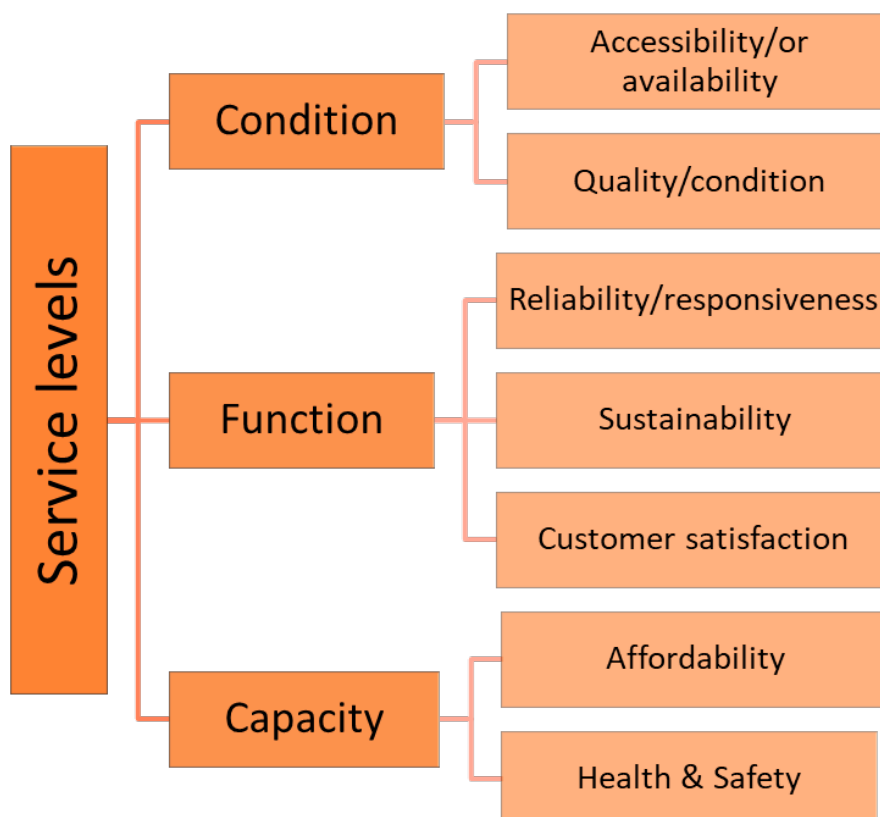 Service levels
Condition
Accessibility/or
availability
Quality/condition
Function
Reliability/responsiveness
Sustainability
Customer satisfaction
Capacity
Affordability
Health & Safety